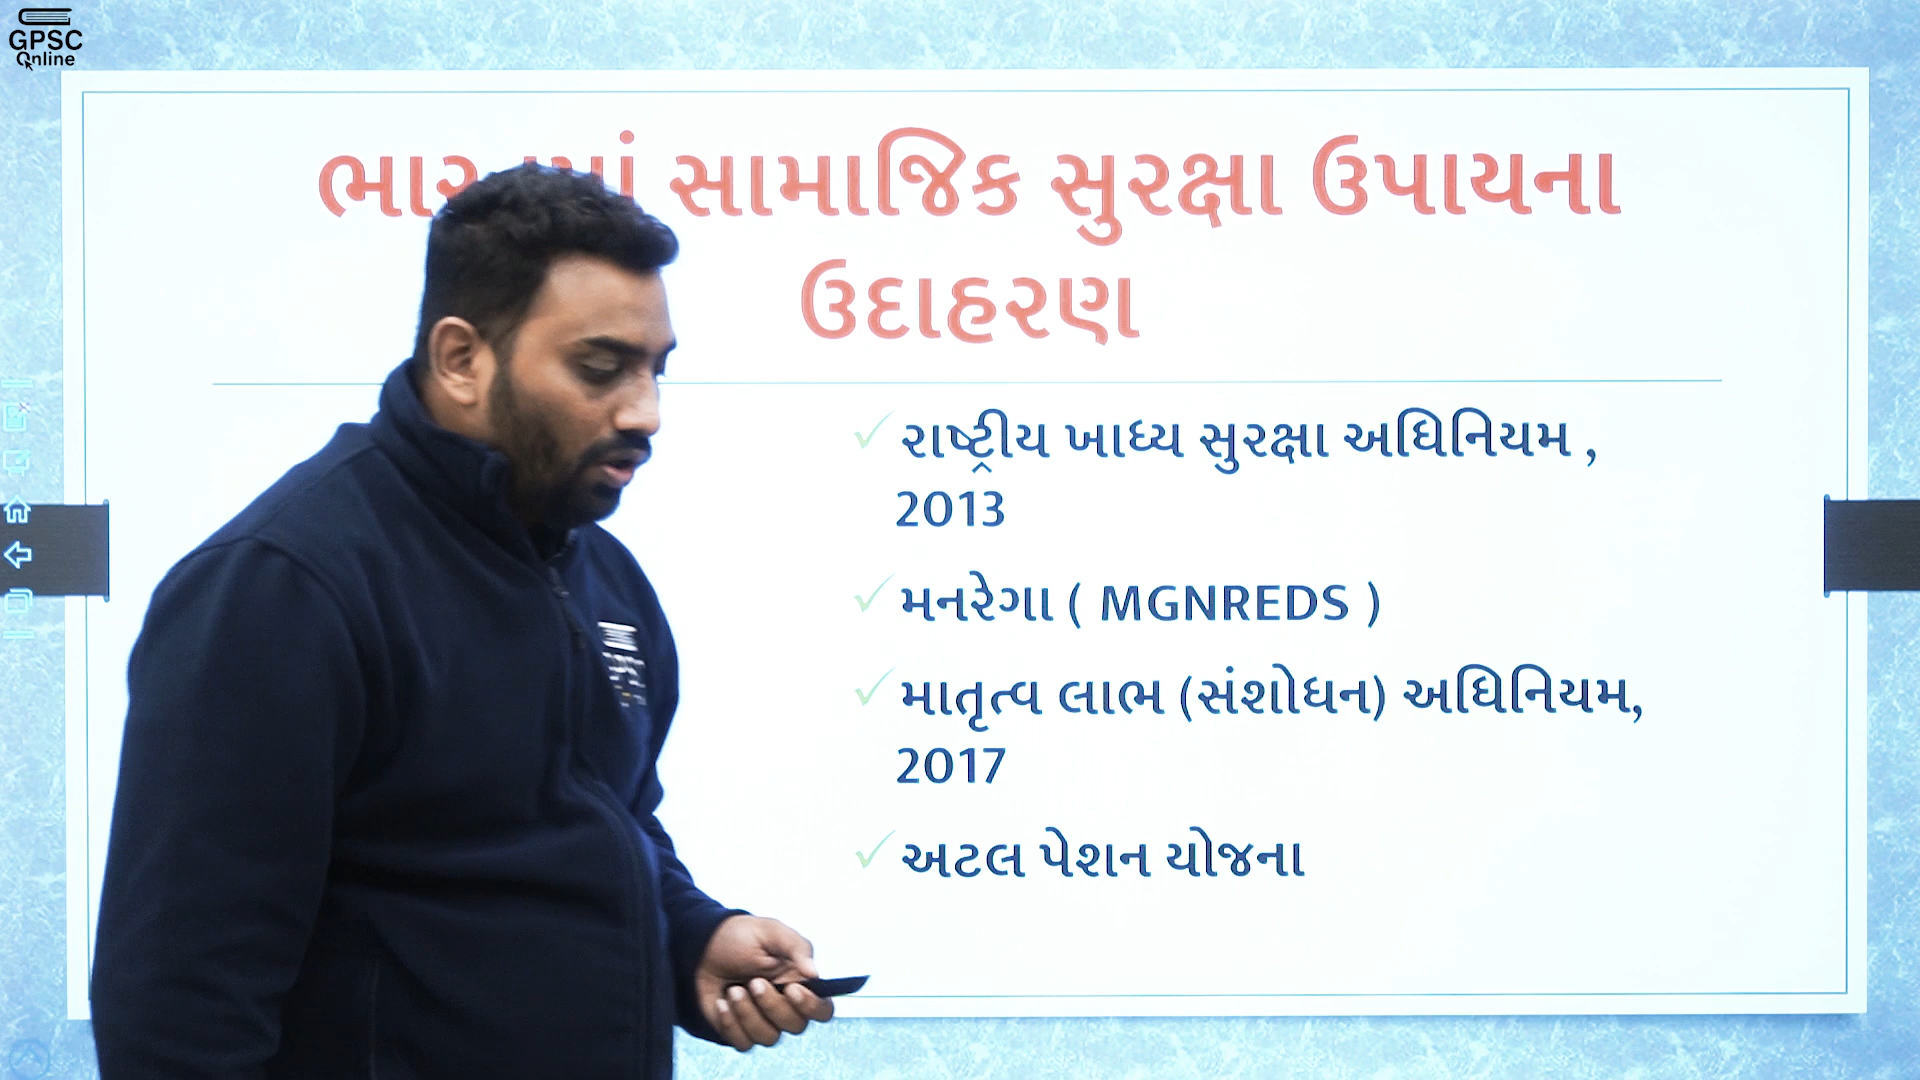 GPSC
Online
સામાજિક સુરક્ષા ઉપાયના
ઉદાહરણ
રાષ્ટ્રીય ખાધ્ય સુરક્ષા અધિનિયમ ,
2013
મનરેગા ( MGNREDS )
માતૃત્વ લાભ (સંશોધન) અધિનિયમ,
2017
અટલ પેશન યોજના